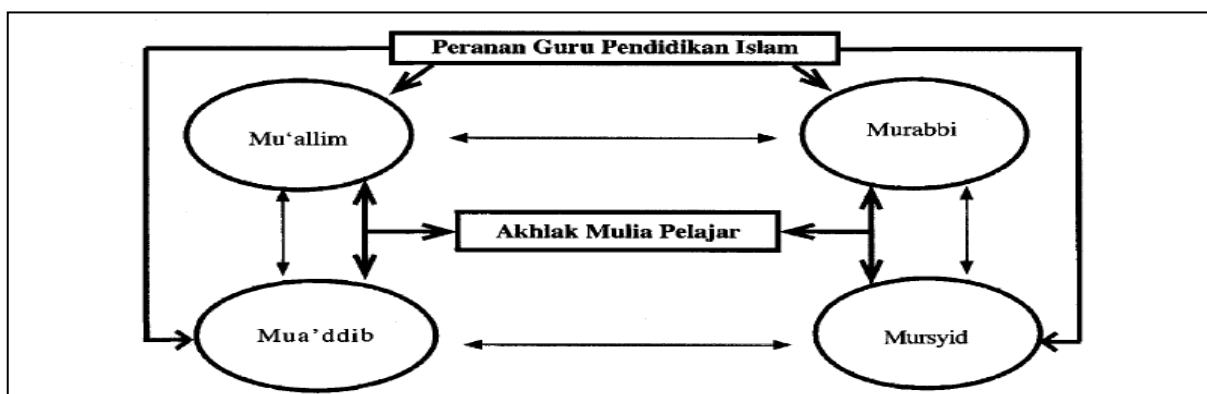 Peranan Guru Pendidikan Islam
Mu‘allim
Murabbi
Akhlak Mulia Pelajar
Mua’ddib
Mursyid